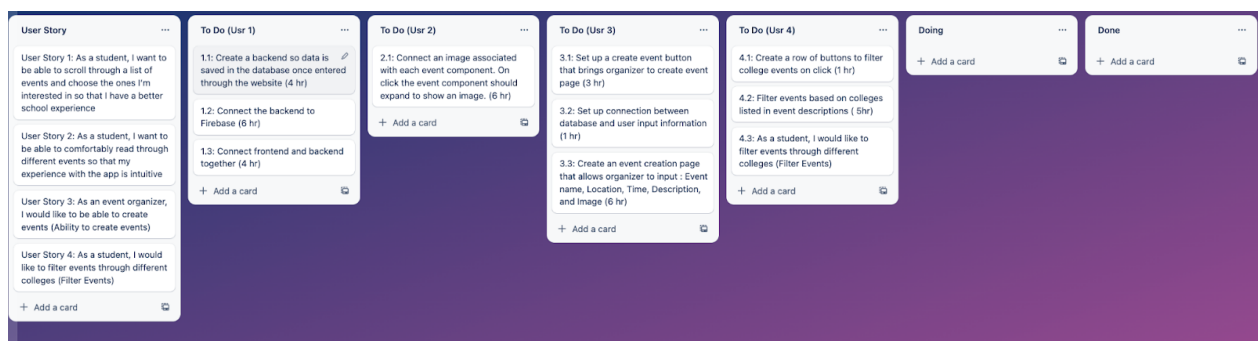 User Story
User Story 1: As a student, I want to
be able to scroll through a list of
events and choose the ones I'm
interested in so that I have a better
school experience
User Story 2: As a student, I want to
be able to comfortably read through
different events so that my
experience with the app is intuitive
User Story 3: As an event organizer,
I would like to be able to create
events (Ability to create events)
User Story 4: As a student, I would
like to filter events through different
colleges (Filter Events)
+ Add a card
To Do (Usr 1)
1.1: Create a backend so data is
saved in the database once entered
through the website (4 hr)
1.2: Connect the backend to
Firebase (6 hr)
1.3: Connect frontend and backend
together (4 hr)
+ Add a card
To Do (Usr 2)
2.1: Connect an image associated
with each event component. On
click the event component should
expand to show an image. (6 hr)
+ Add a card
To Do (Usr 3)
3.1: Set up a create event button
that brings organizer to create event
page (3 hr)
3.2: Set up connection between
database and user input information
(1 hr)
3.3: Create an event creation page
that allows organizer to input : Event
name, Location, Time, Description,
and Image (6 hr)
+ Add a card
To Do (Usr 4)
4.1: Create a row of buttons to filter
college events on click (1 hr)
4.2: Filter events based on colleges
listed in event descriptions ( 5hr)
4.3: As a student, I would like to
filter events through different
colleges (Filter Events)
+ Add a card
Doing
+ Add a card
Done
+ Add a card